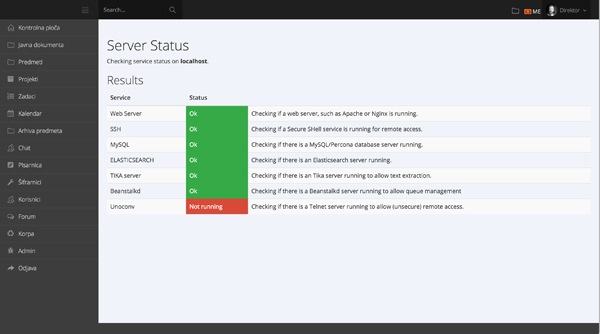 Search...
ME
Direktor
Kontrolna ploča
Javna dokumenta
Predmeti
Projekti
Zadaci
Kalendar
Arhiva predmeta
Chat
Pisarnica
Šifrarnici
Korisnici
Forum
Korpa
Admin
Odjava
Server Status
Checking service status on localhost.
Results
Service Status
Web Server Ok Checking if a web server, such as Apache or Nginx is running.
SSH Ok Checking if a Secure SHell service is running for remote access.
MySQL Ok Checking if there is a MySQL/Percona database server running.
ELASTICSEARCH Ok Checking if there is an Elasticsearch server running.
TIKA server Ok Checking if there is an Tika server running to allow text extraction.
Beanstalkd Ok Checking if there is a Beanstalkd server running to allow queue management
Unoconv Not running Checking if there is a Telnet server running to allow (unsecure) remote access.